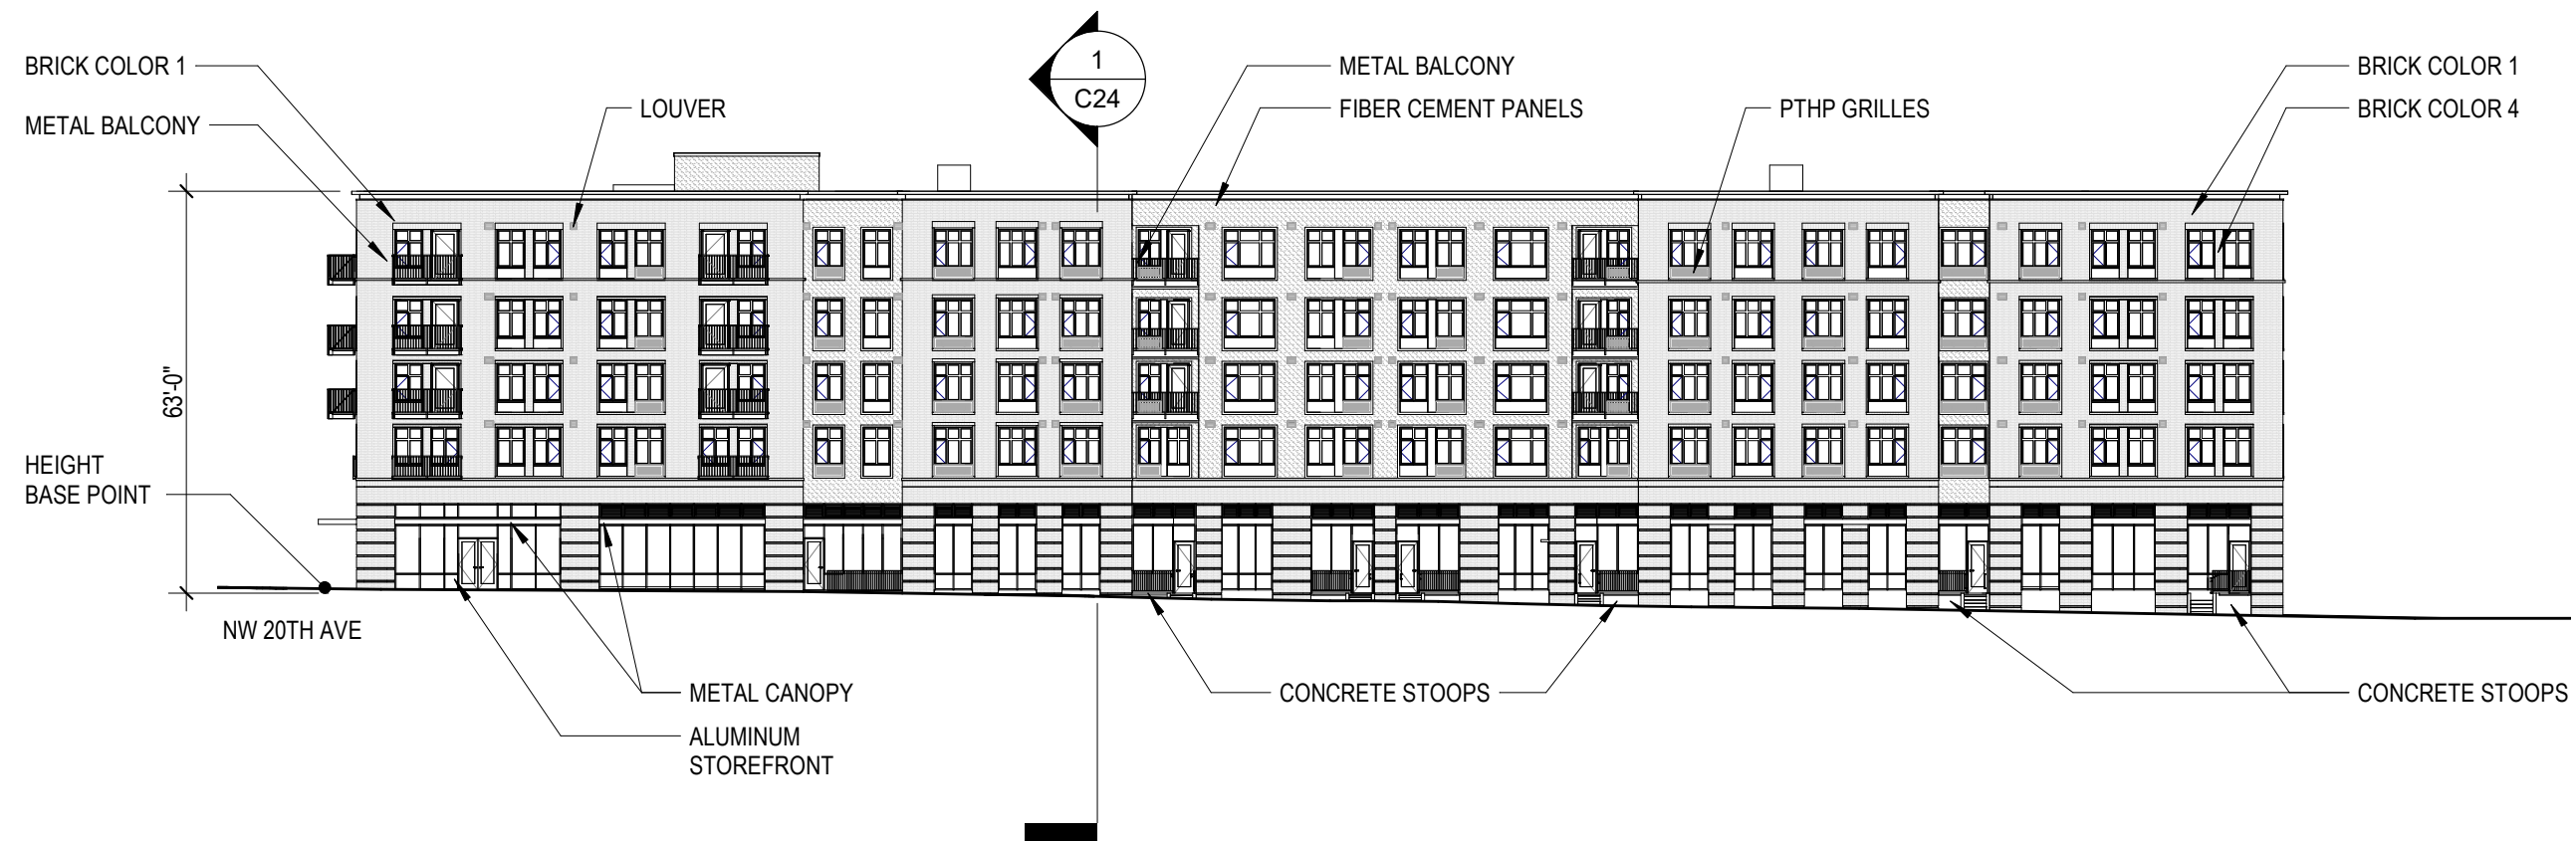 1
C24
BRICK COLOR 1
METAL BALCONY
BRICK COLOR 1
LOUVER
FIBER CEMENT PANELS
PTHP GRILLES
BRICK COLOR 4
METAL BALCONY
63'-0"
HEIGHT
BASE POINT
NW 20TH AVE
METAL CANOPY
CONCRETE STOOPS
CONCRETE STOOPS
ALUMINUM
STOREFRONT